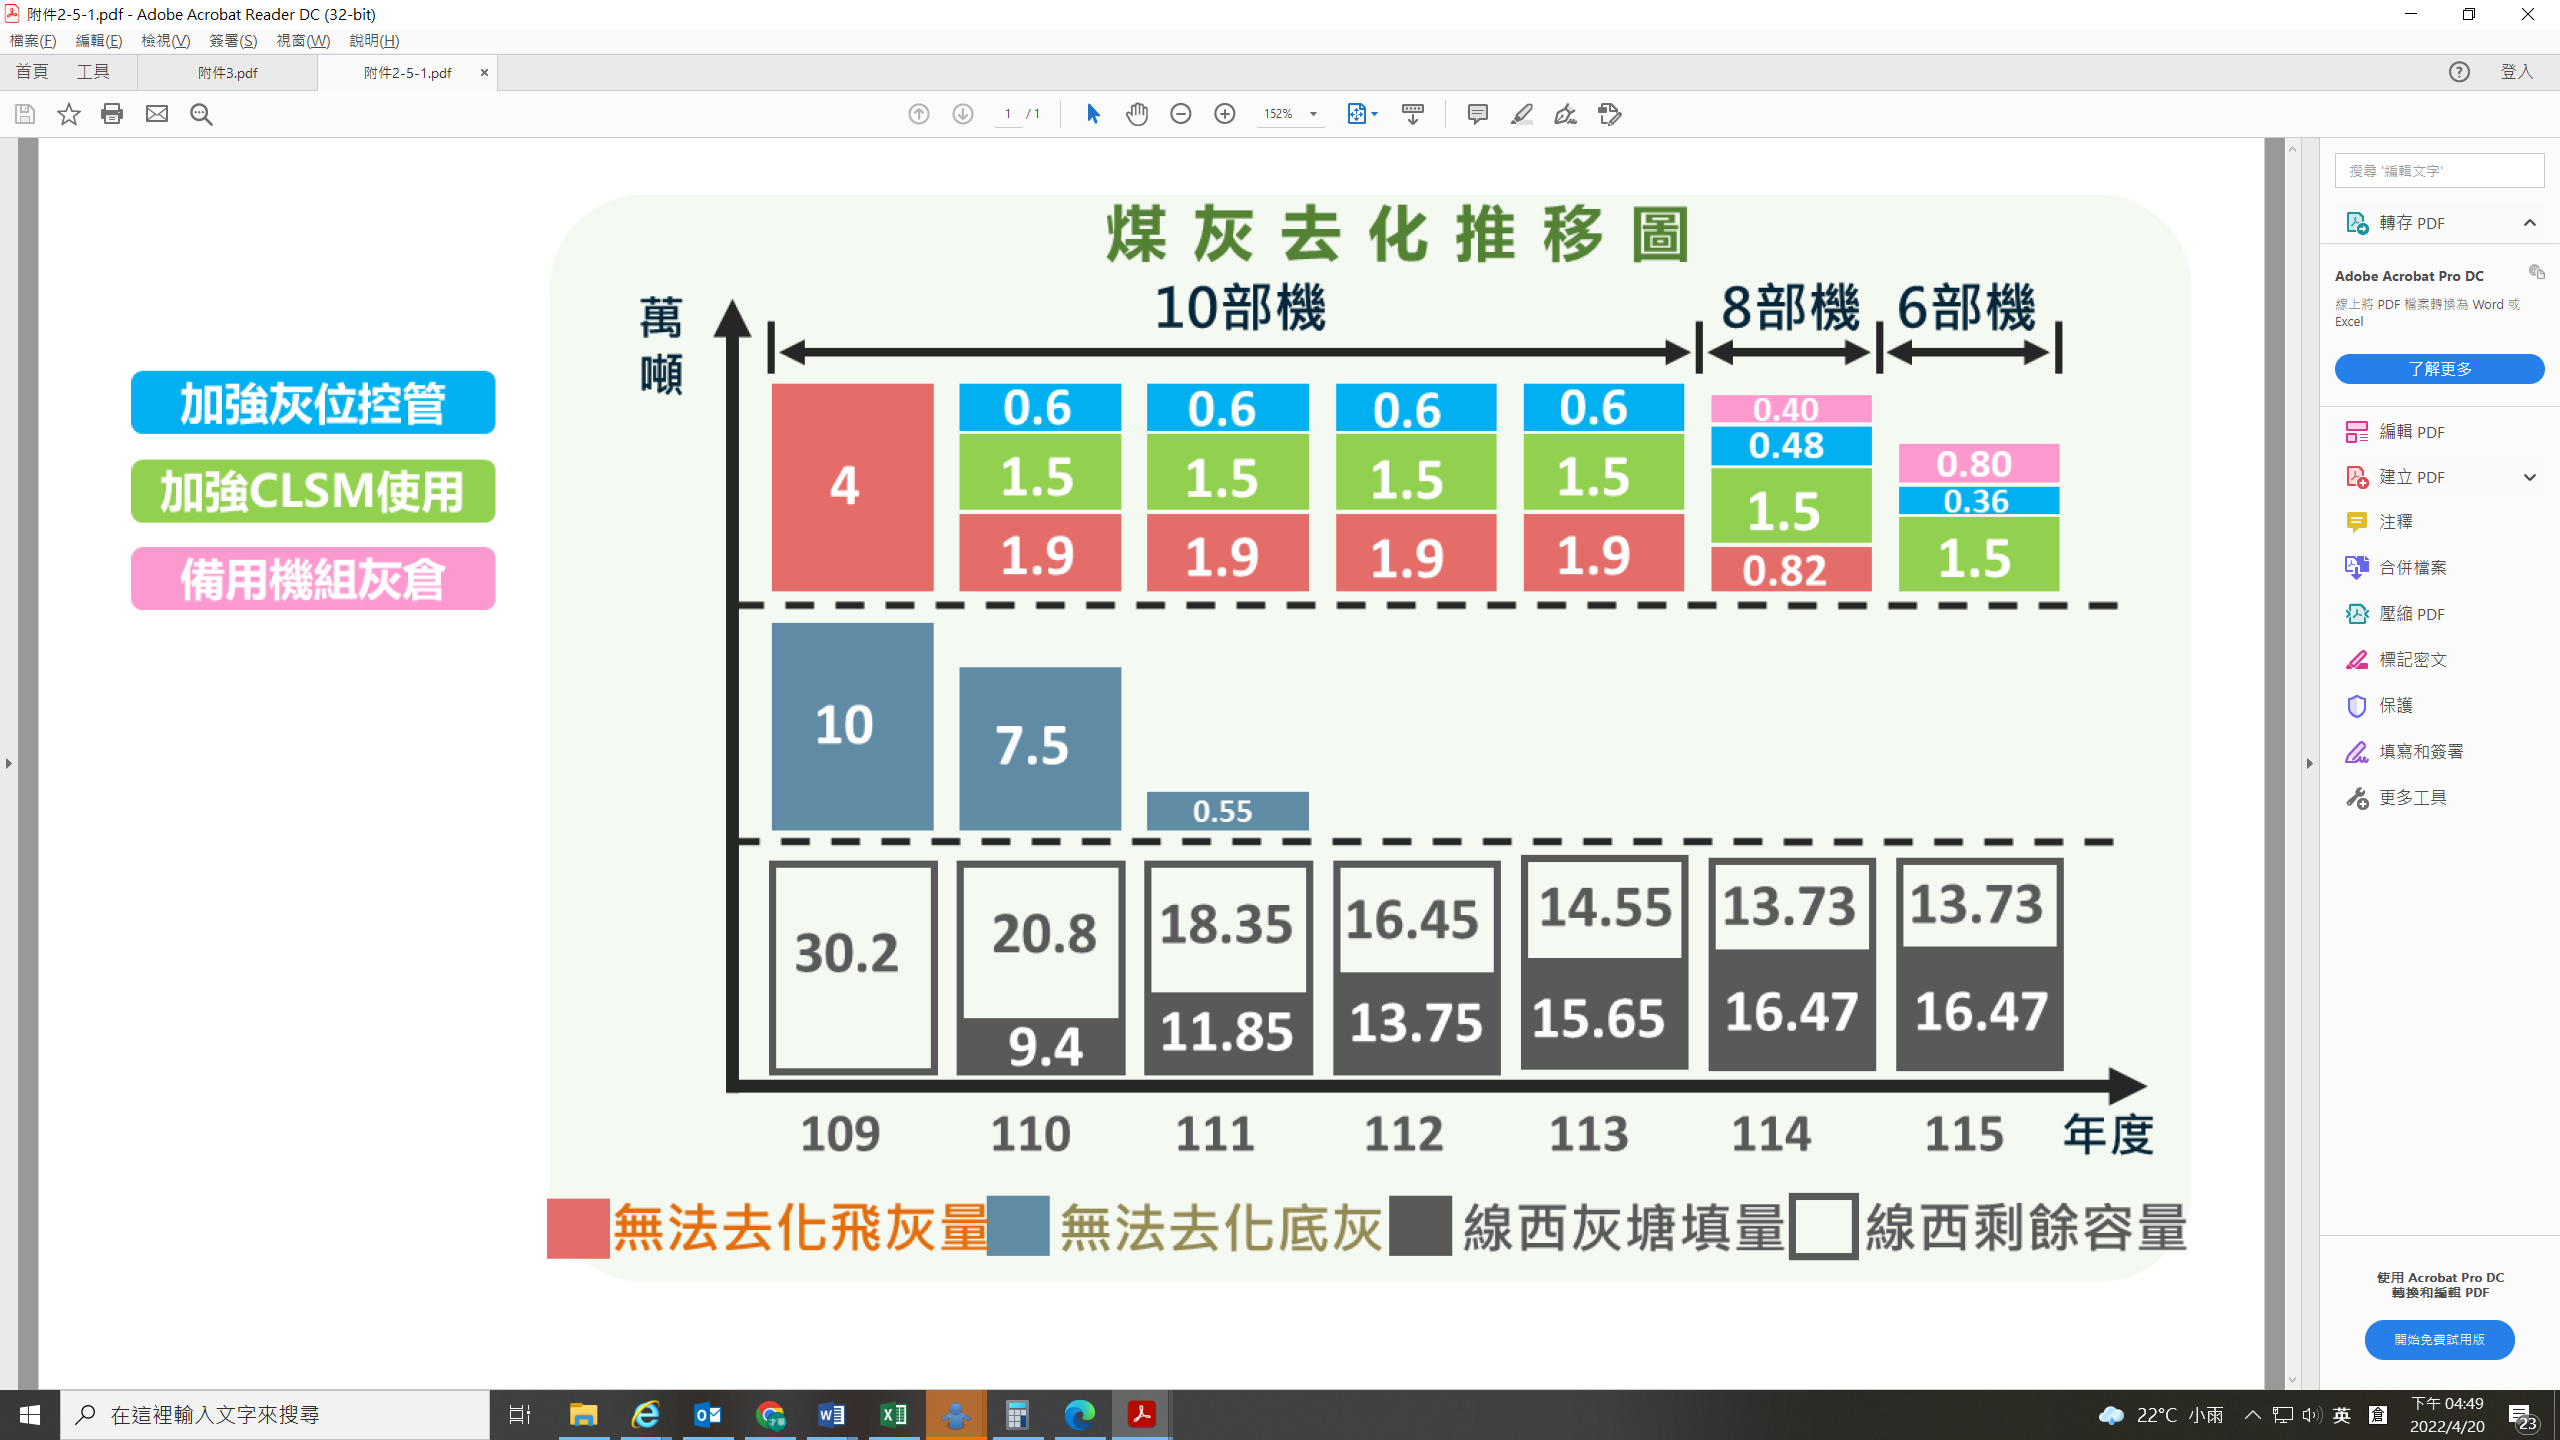 附件2-5-1.pdf - Adobe Acrobat Reader DC (32-bit)
檔案(F) 編輯(E) 檢視(V) 簽署(S) 視窗(W) 說明(H)
首頁 工具 附件3.pdf 附件2-5-1.pdf × 登入
1 / 1 152%
煤灰去化推移圖
萬噸
10部機 8部機 6部機
加強灰位控管
加強CLSM使用
備用機組灰倉
4 0.6 0.6 0.6 0.6 0.40
1.5 1.5 1.5 1.5 0.48 0.80
1.9 1.9 1.9 1.9 1.5 0.36
0.82 1.5
10 7.5 0.55
30.2 20.8 18.35 16.45 14.55 13.73 13.73
9.4 11.85 13.75 15.65 16.47 16.47
109 110 111 112 113 114 115 年度
無法去化飛灰量 無法去化底灰 線西灰塘填量 線西剩餘容量
搜尋 '編輯文字'
轉存 PDF
Adobe Acrobat Pro DC
線上將 PDF 檔案轉換為 Word 或
Excel
了解更多
編輯 PDF
建立 PDF
注釋
合併檔案
壓縮 PDF
標記密文
保護
填寫和簽署
更多工具
使用 Acrobat Pro DC
轉換和編輯 PDF
開始免費試用版
在這裡輸入文字來搜尋
22°C 小雨 英 倉
下午 04:49
2022/4/20
23